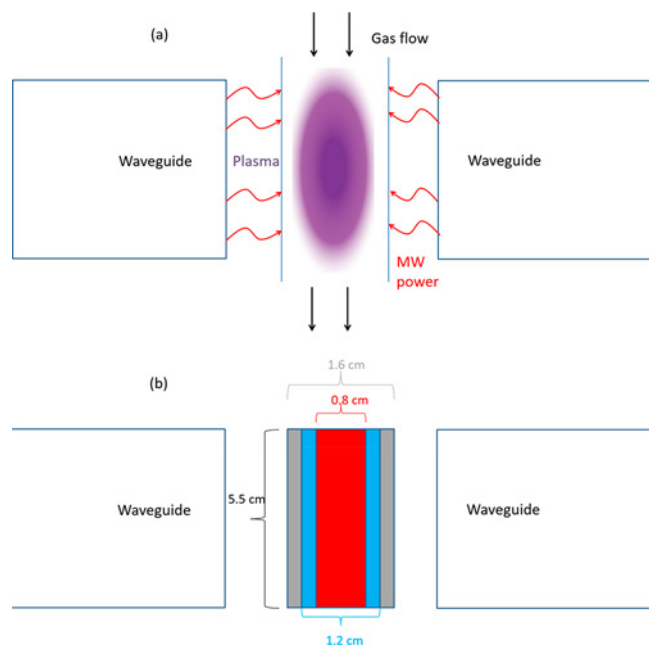 (a)
Gas flow
Waveguide
Plasma
Waveguide
MW
power
(b)
1.6 cm
0.8 cm
5.5 cm
Waveguide
Waveguide
1.2 cm